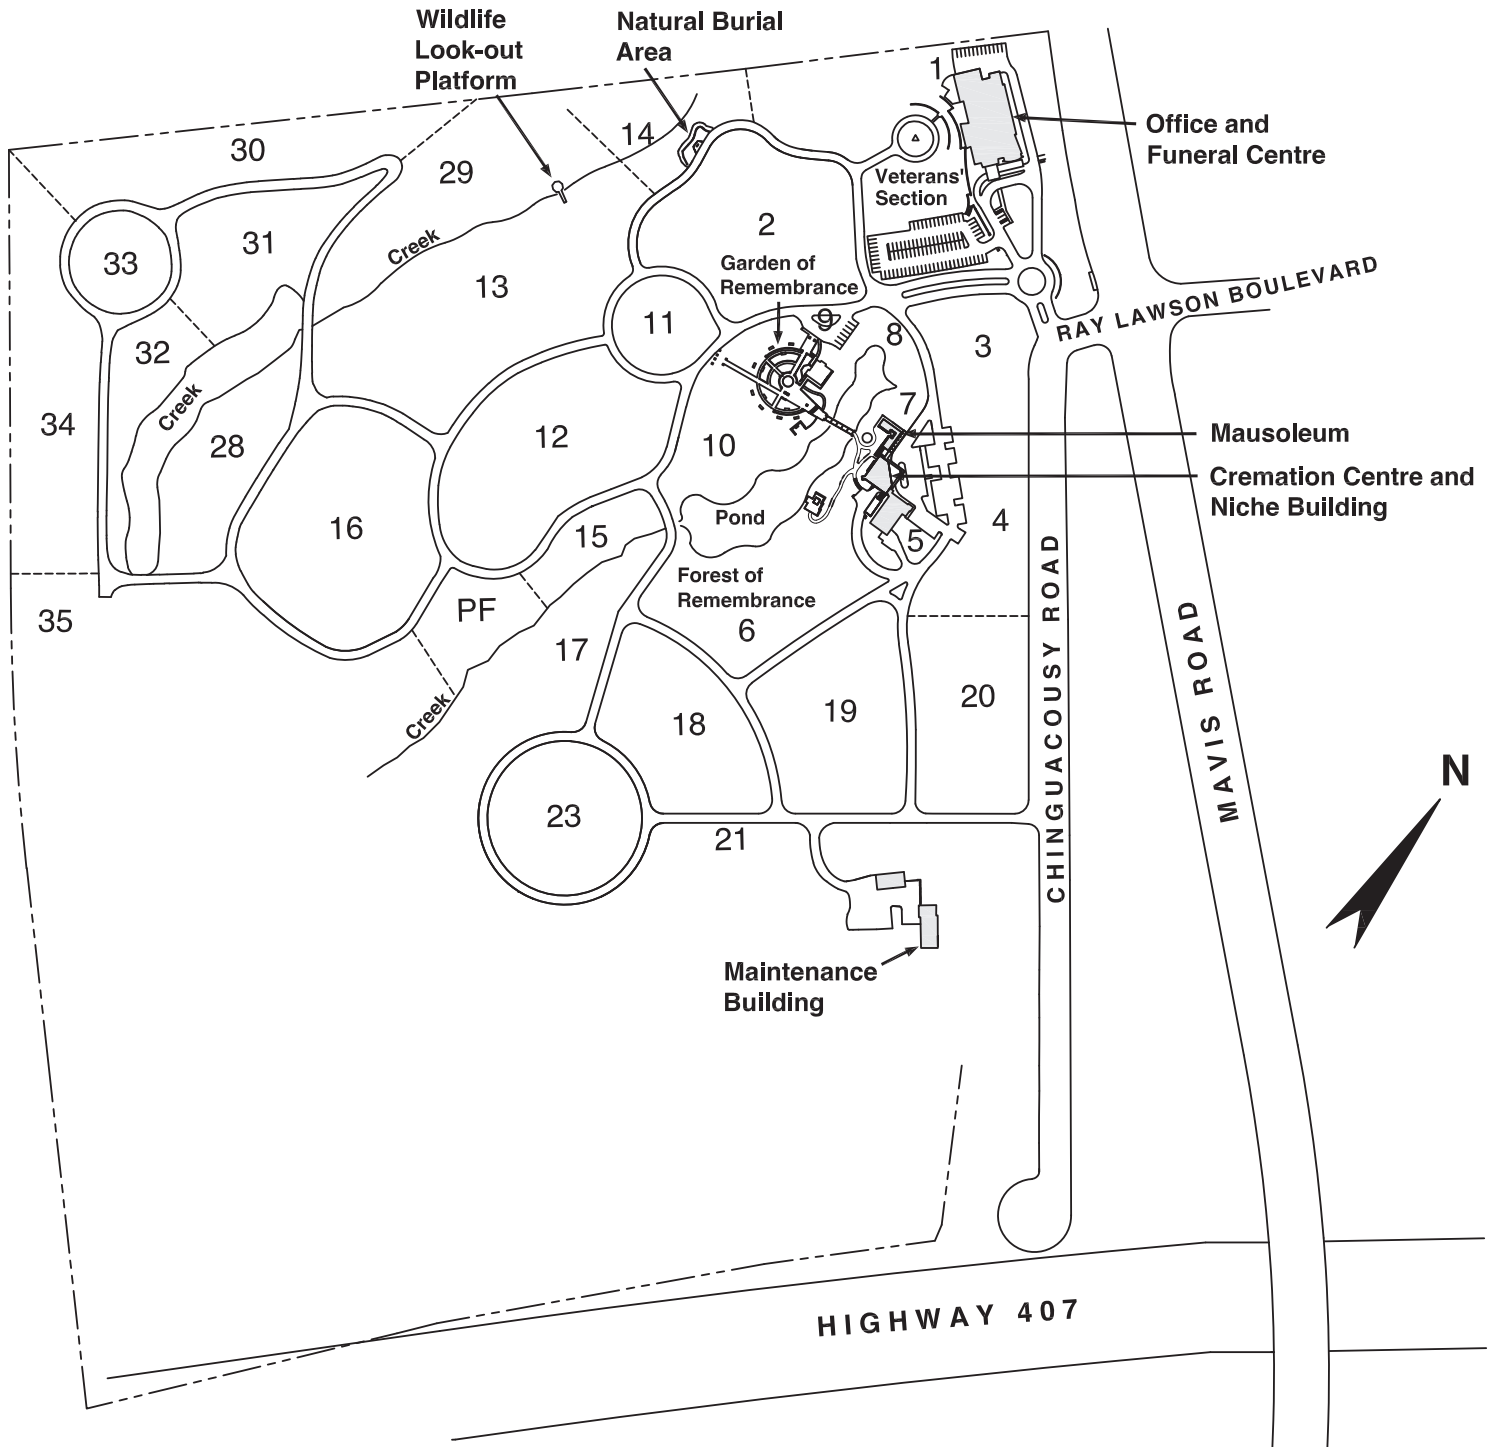 Wildlife
Look-out
Platform
Natural Burial
Area
1
Office and
Funeral Centre
30
29
14
Veterans'
Section
2
33
31
Creek
13
Garden of
Remembrance
RAY LAWSON BOULEVARD
11
8
3
32
Creek
34
28
12
10
7
Mausoleum
Cremation Centre and
Niche Building
16
15
Pond
5
4
35
PF
Forest of
Remembrance
6
17
CHINGUACOUSY ROAD
MAVIS ROAD
Creek
18
19
20
N
23
21
Maintenance
Building
HIGHWAY 407